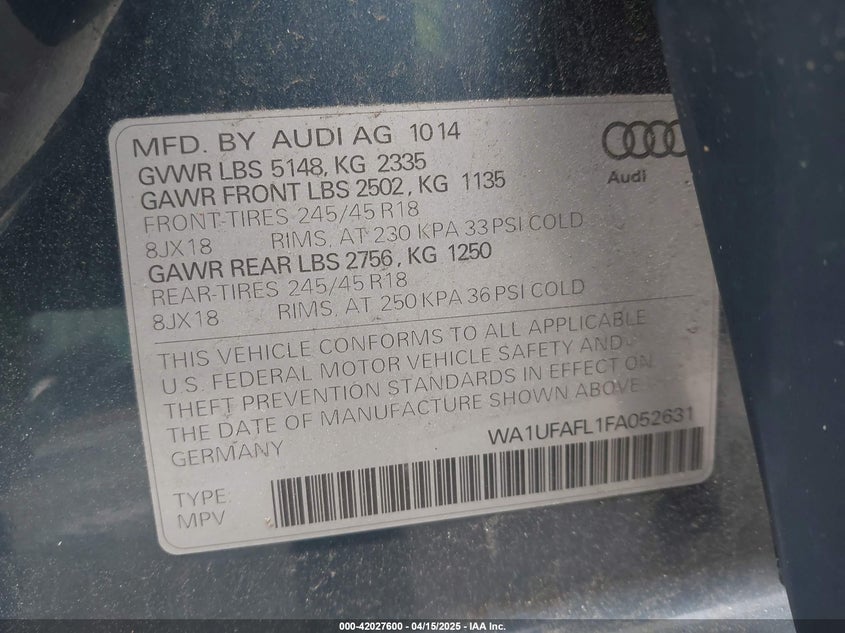 MFD. BY AUDI AG 1014
GVWR LBS 5148, KG 2335
GAWR FRONT LBS 2502, KG 1135
FRONT-TIRES 245/45 R18
8JX18 RIMS, AT 230 KPA 33 PSI COLD
GAWR REAR LBS 2756, KG 1250
REAR-TIRES 245/45 R18
8JX18 RIMS, AT 250 KPA 36 PSI COLD
Audi
THIS VEHICLE CONFORMS TO ALL APPLICABLE
U.S. FEDERAL MOTOR VEHICLE SAFETY AND
THEFT PREVENTION STANDARDS IN EFFECT ON
THE DATE OF MANUFACTURE SHOWN ABOVE
GERMANY WA1UFAFL1FA052631
TYPE:
MPV
000-42027600 - 04/15/2025 - IAA Inc.